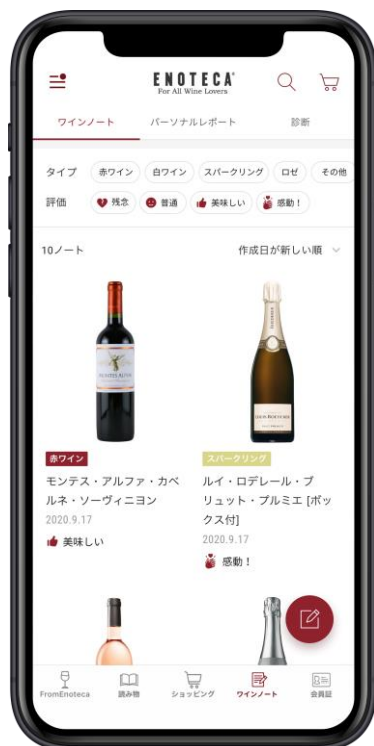 ENOTECA
For All Wine Lovers
ワインノート パーソナルレポート 診断
タイプ 赤ワイン 白ワイン スパークリング ロゼ その他
評価 残念 普通 美味しい 感動！
10ノート 作成日が新しい順
MONTES ALPHA
LOUIS ROEDERER
赤ワイン
モンテス・アルファ・カベ
ルネ・ソーヴィニヨン
2020.9.17
美味しい
スパークリング
ルイ・ロデレール・ブ
リュット・プルミエ [ボッ
クス付]
2020.9.17
感動！
FromEnoteca 読み物 ショッピング ワインノート 会員証